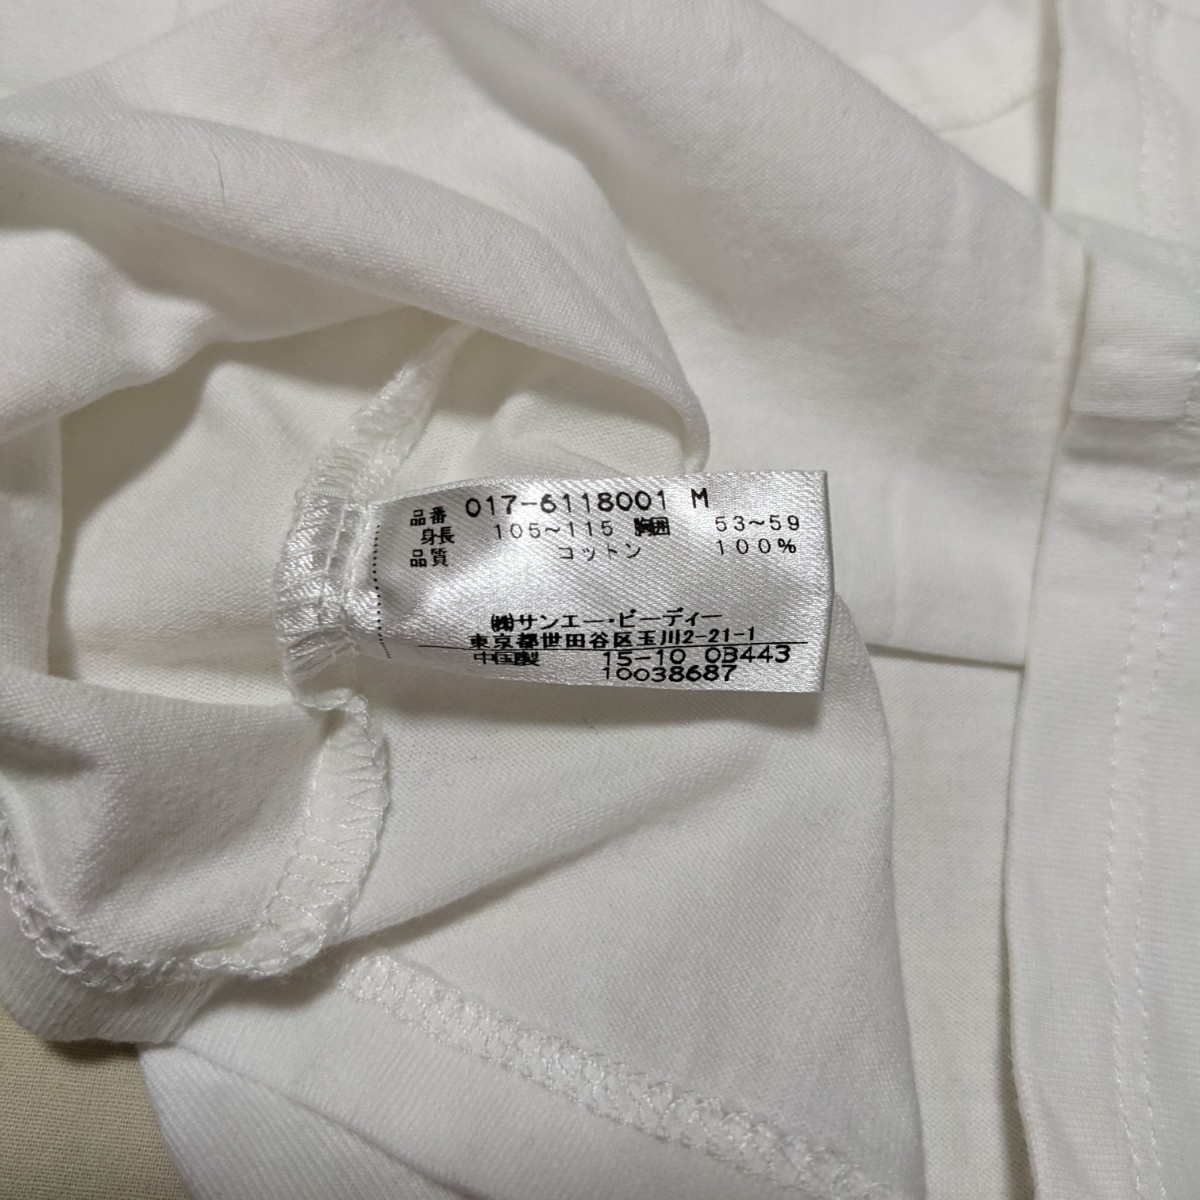 品番 017-6118001 M
身長 105~115 胸囲 53~59
品質 コットン 100%
㈱サンエー・ビーディー
東京都世田谷区玉川2-21-1
中国製 15-10 0B443
10038687